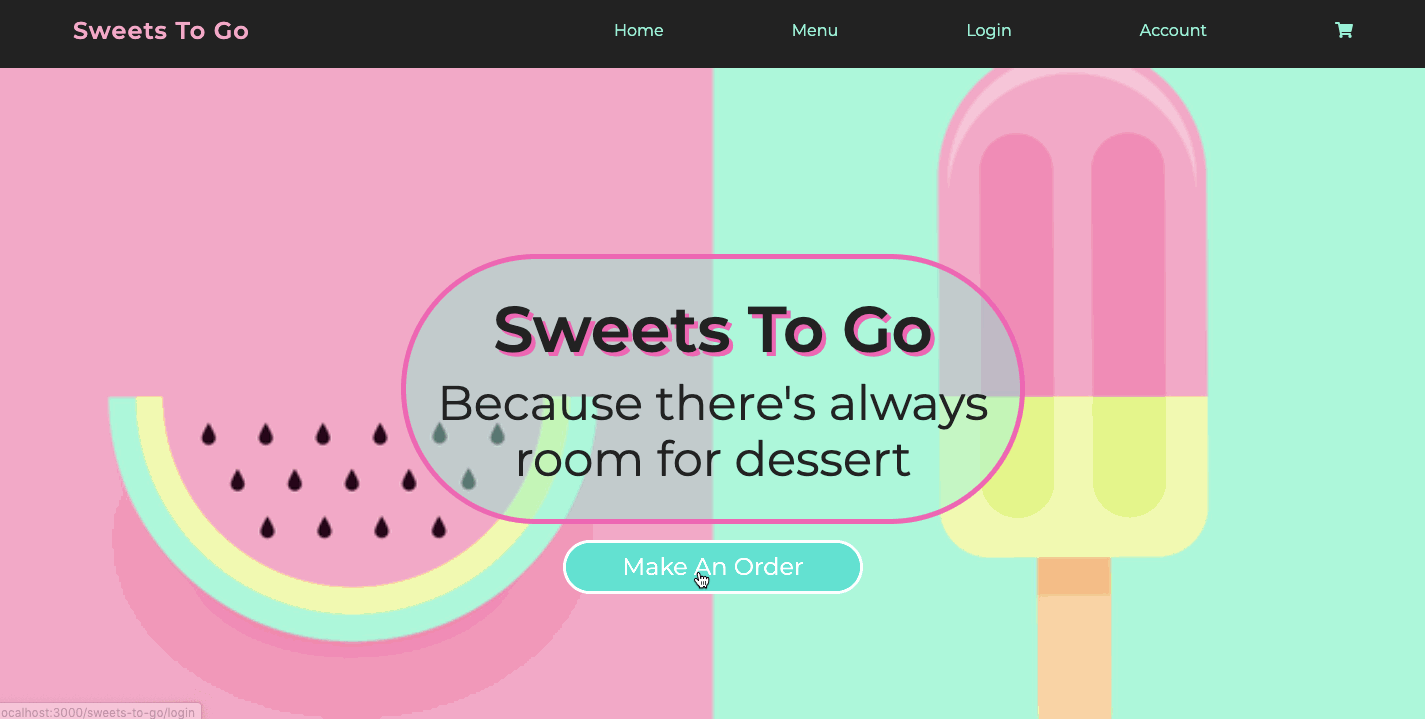 Sweets To Go
Home Menu Login Account
Sweets To Go
Because there's always
room for dessert
Make An Order
ocalhost:3000/sweets-to-go/login